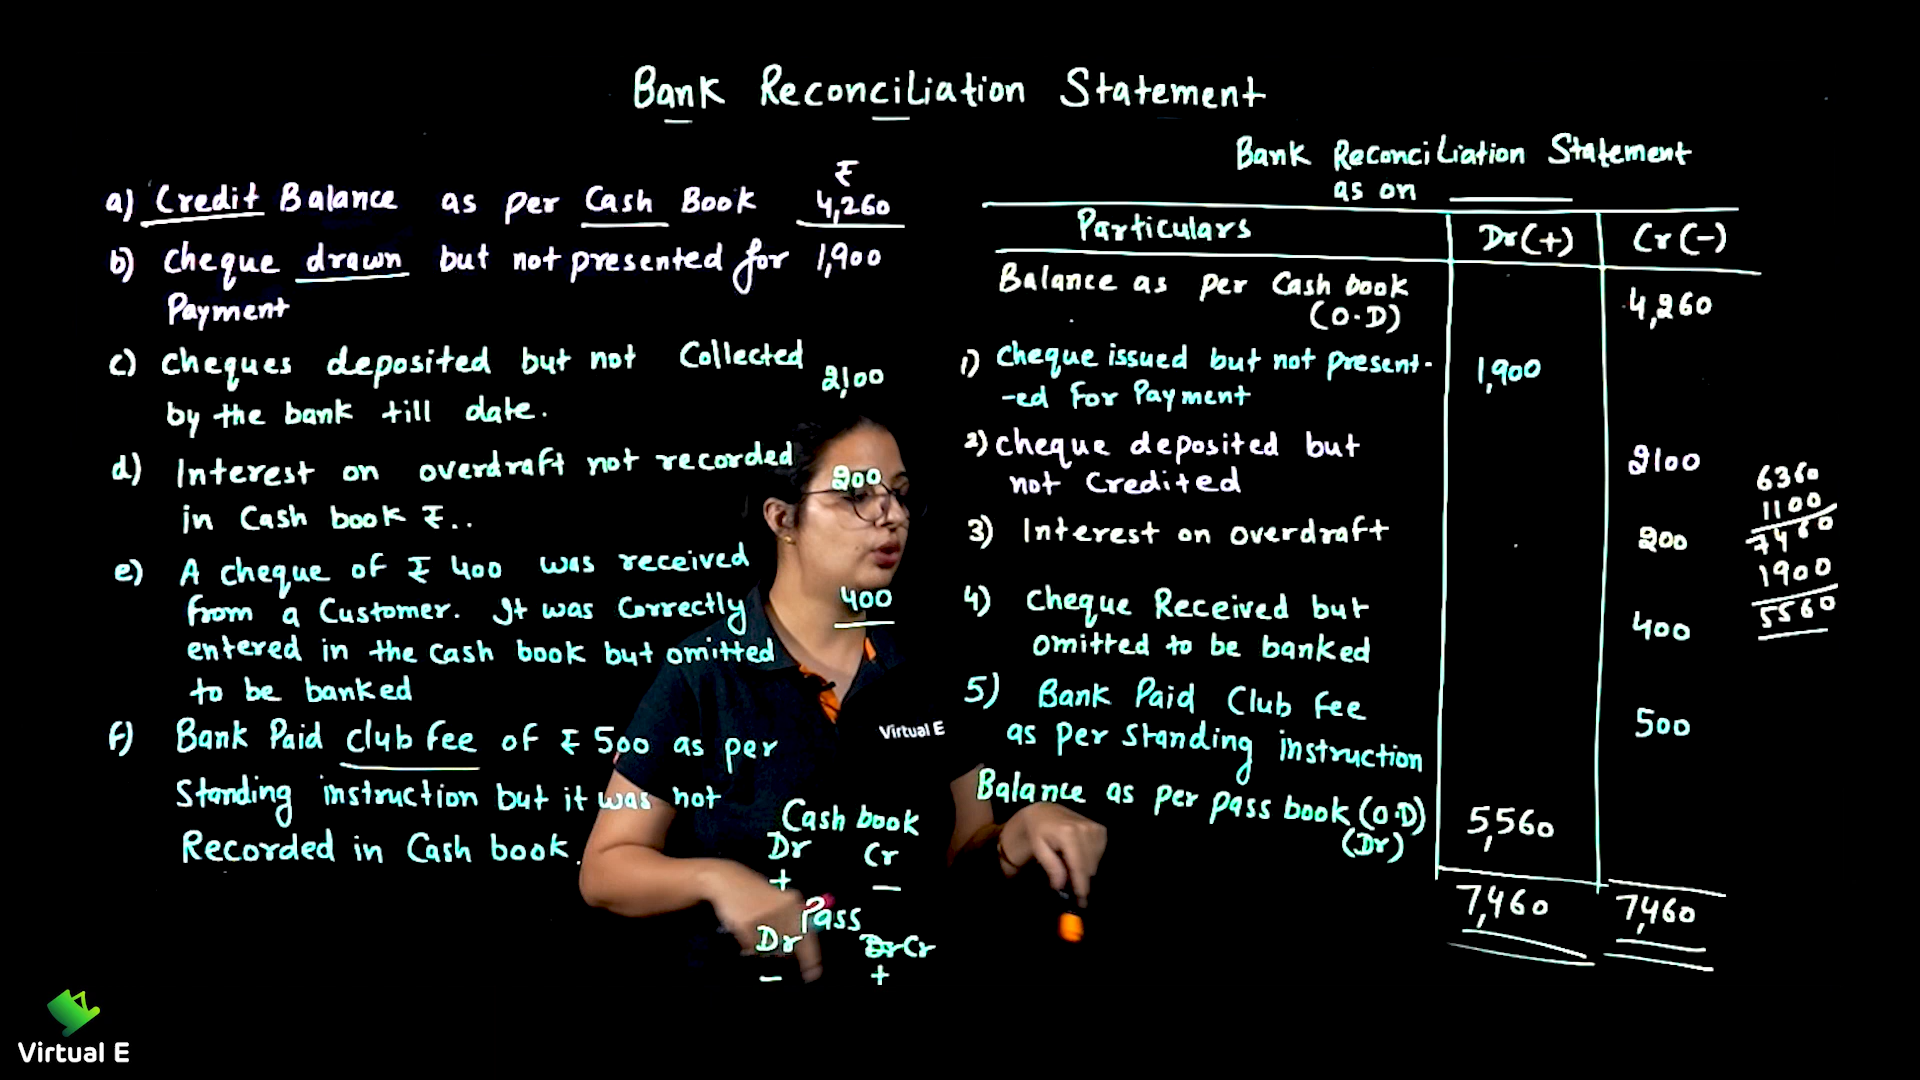 Bank Reconciliation Statement
₹
a) Credit Balance as per Cash Book 4,260
b) cheque drawn but not presented for 1,900
Payment
c) cheques deposited but not Collected
2,100
by the bank till date.
d) Interest on overdraft not recorded
200
in Cash book ₹..
e) A cheque of ₹ 400 was received
from a Customer. It was Correctly
400
entered in the cash book but omitted
to be banked
f) Bank Paid club fee of ₹ 500 as per
Standing instruction but it was not
Recorded in Cash book.
Cash book
Dr Cr
+ −
Pass
Dr Dr Cr
− +
Bank Reconciliation Statement
as on
Particulars Dr (+) Cr (-)
Balance as per Cash book
(O.D) 4,260
1) Cheque issued but not present- 1,900
-ed For Payment
2) cheque deposited but
not Credited 2100
3) Interest on overdraft 200
4) Cheque Received but
omitted to be banked 400
5) Bank Paid Club Fee
as per standing instruction 500
Balance as per pass book (O.D) 5,560
(Dr)
7,460 7,460
6360
1100
7460
1900
5560
Virtual E
Virtual E